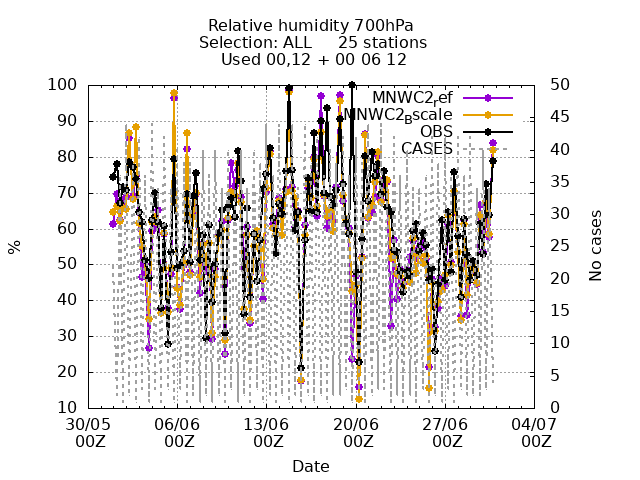 Relative humidity 700hPa
Selection: ALL 25 stations
Used 00,12 + 00 06 12
MNWC2ref
MNWC2Bscale
OBS
CASES
%
100
90
80
70
60
50
40
30
20
10
50
45
40
35
30
25
20
15
10
5
0
No cases
30/05 06/06 13/06 20/06 27/06 04/07
00Z 00Z 00Z 00Z 00Z 00Z
Date